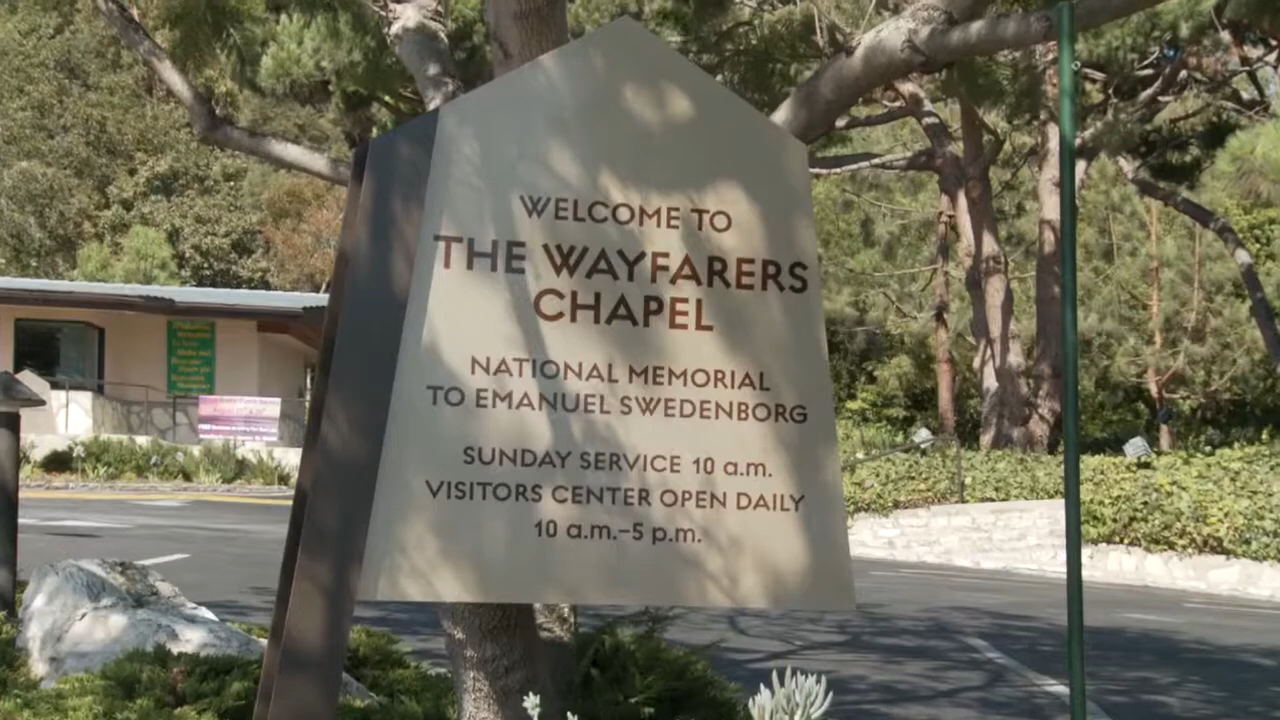 WELCOME TO
THE WAYFARERS
CHAPEL
NATIONAL MEMORIAL
TO EMANUEL SWEDENBORG
SUNDAY SERVICE 10 a.m.
VISITORS CENTER OPEN DAILY
10 a.m.–5 p.m.